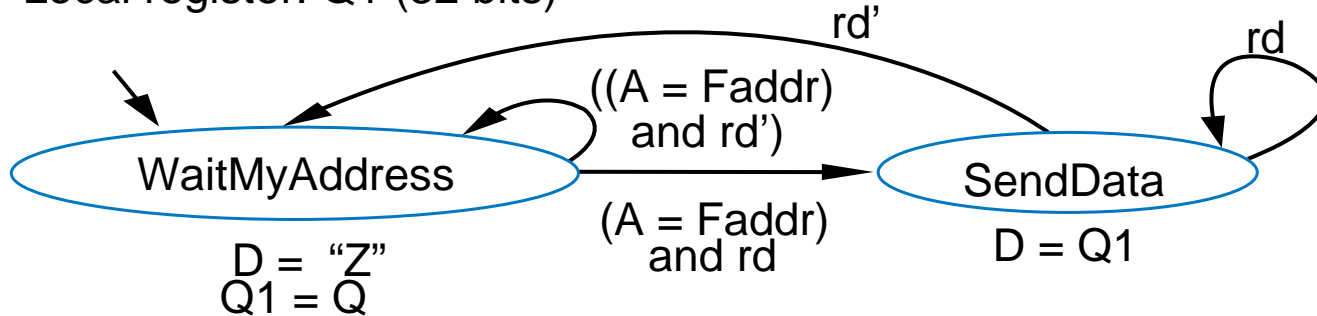 Local register: Q1 (32 bits)
rd’
rd
((A = Faddr)
and rd’)
WaitMyAddress
SendData
(A = Faddr)
and rd
D = “Z”
Q1 = Q
D = Q1